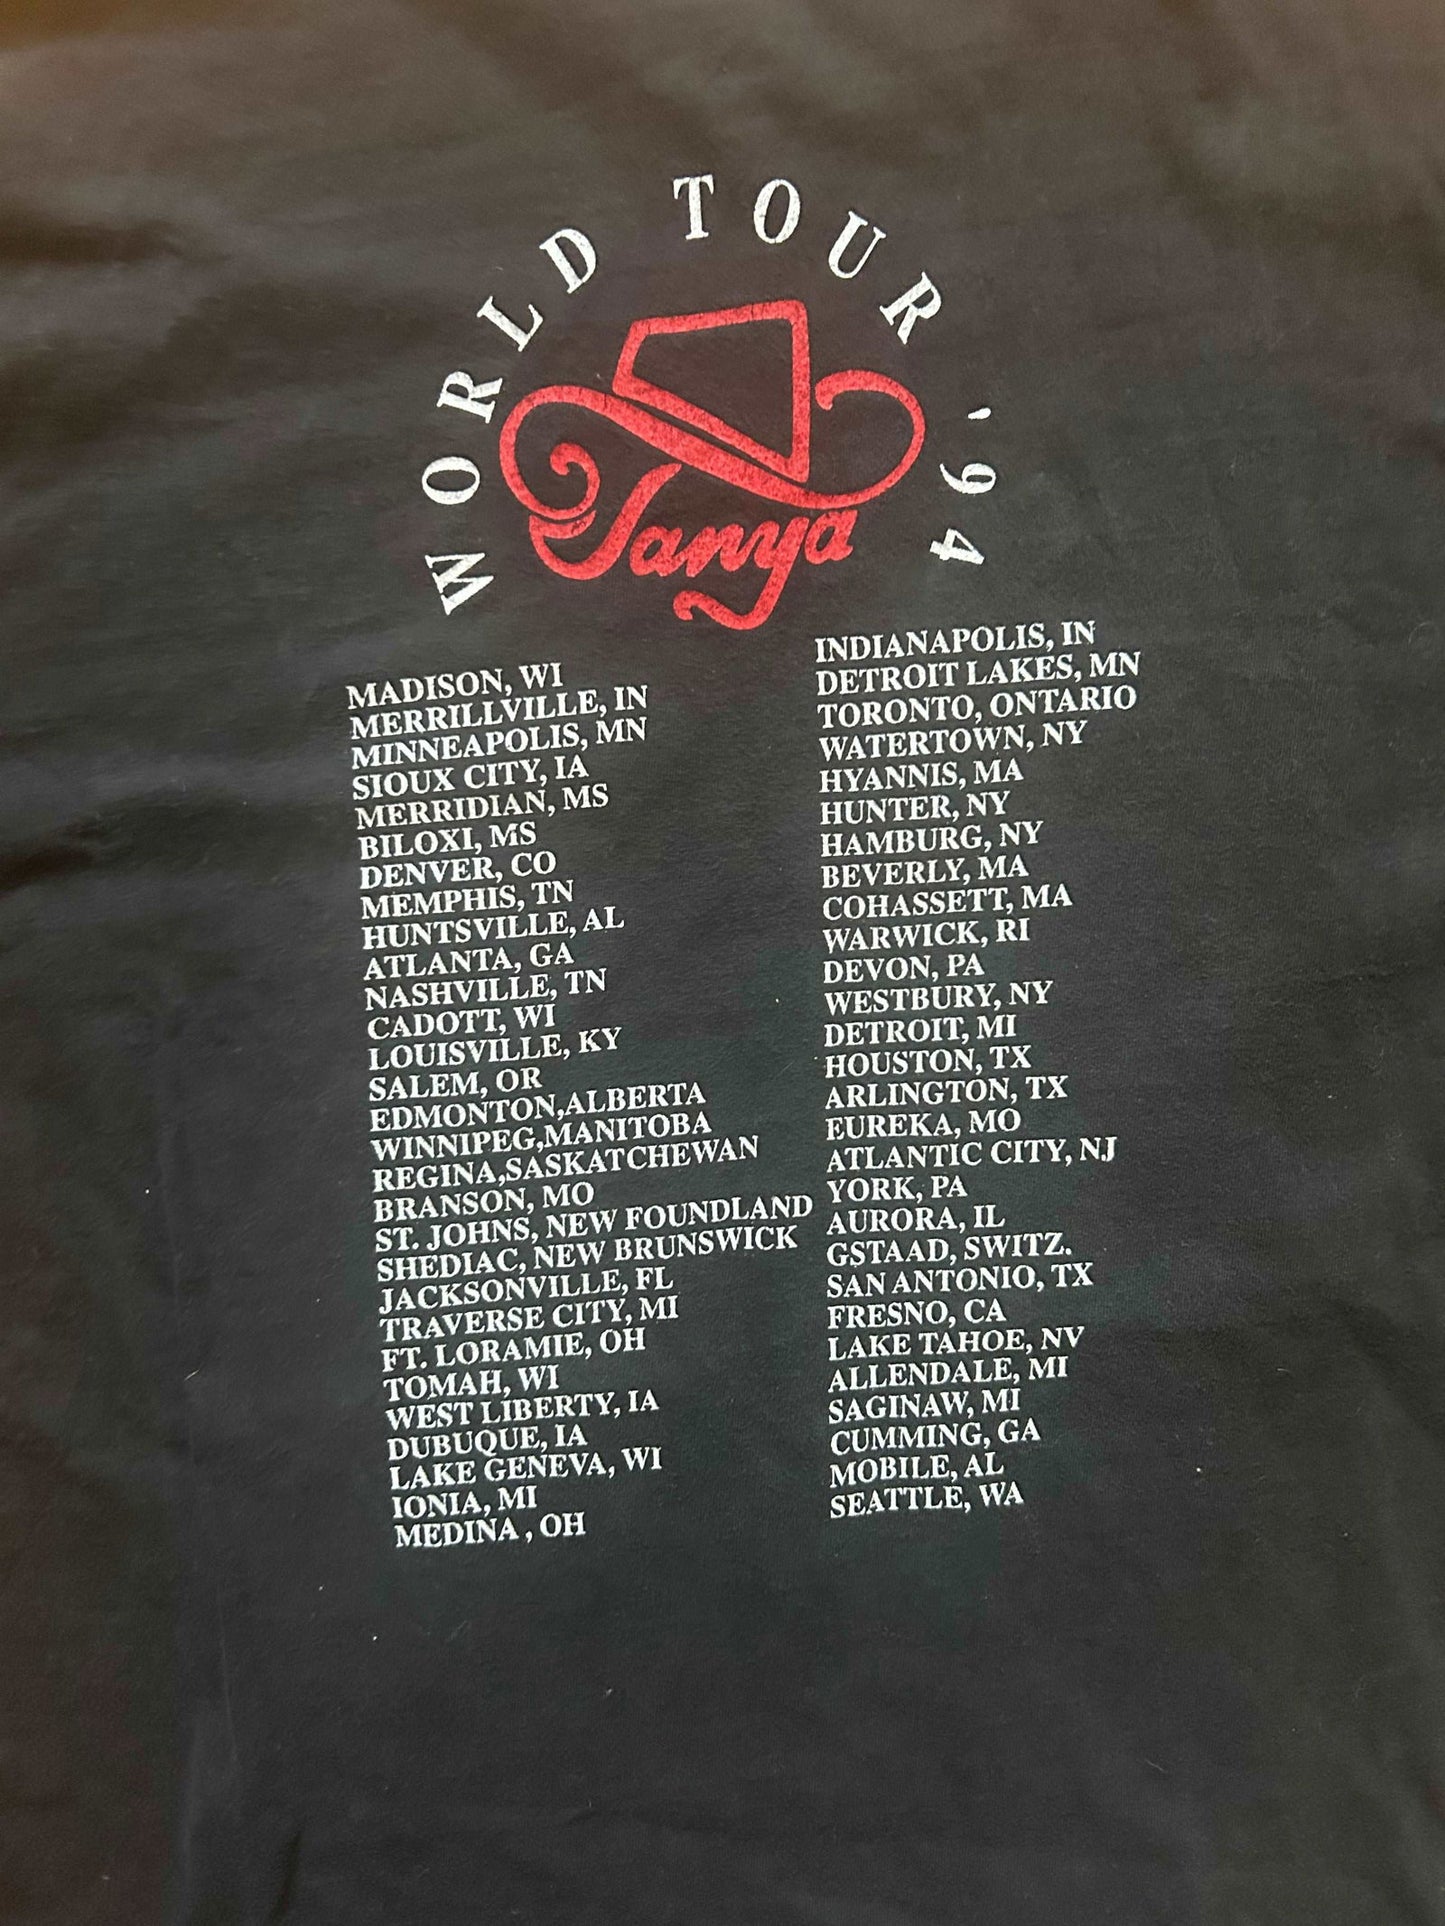 WORLD TOUR '94
Tanya
MADISON, WI
MERRILLVILLE, IN
MINNEAPOLIS, MN
SIOUX CITY, IA
MERRIDIAN, MS
BILOXI, MS
DENVER, CO
MEMPHIS, TN
HUNTSVILLE, AL
ATLANTA, GA
NASHVILLE, TN
CADOTT, WI
LOUISVILLE, KY
SALEM, OR
EDMONTON,ALBERTA
WINNIPEG,MANITOBA
REGINA,SASKATCHEWAN
BRANSON, MO
ST. JOHNS, NEW FOUNDLAND
SHEDIAC, NEW BRUNSWICK
JACKSONVILLE, FL
TRAVERSE CITY, MI
FT. LORAMIE, OH
TOMAH, WI
WEST LIBERTY, IA
DUBUQUE, IA
LAKE GENEVA, WI
IONIA, MI
MEDINA , OH
INDIANAPOLIS, IN
DETROIT LAKES, MN
TORONTO, ONTARIO
WATERTOWN, NY
HYANNIS, MA
HUNTER, NY
HAMBURG, NY
BEVERLY, MA
COHASSETT, MA
WARWICK, RI
DEVON, PA
WESTBURY, NY
DETROIT, MI
HOUSTON, TX
ARLINGTON, TX
EUREKA, MO
ATLANTIC CITY, NJ
YORK, PA
AURORA, IL
GSTAAD, SWITZ.
SAN ANTONIO, TX
FRESNO, CA
LAKE TAHOE, NV
ALLENDALE, MI
SAGINAW, MI
CUMMING, GA
MOBILE, AL
SEATTLE, WA